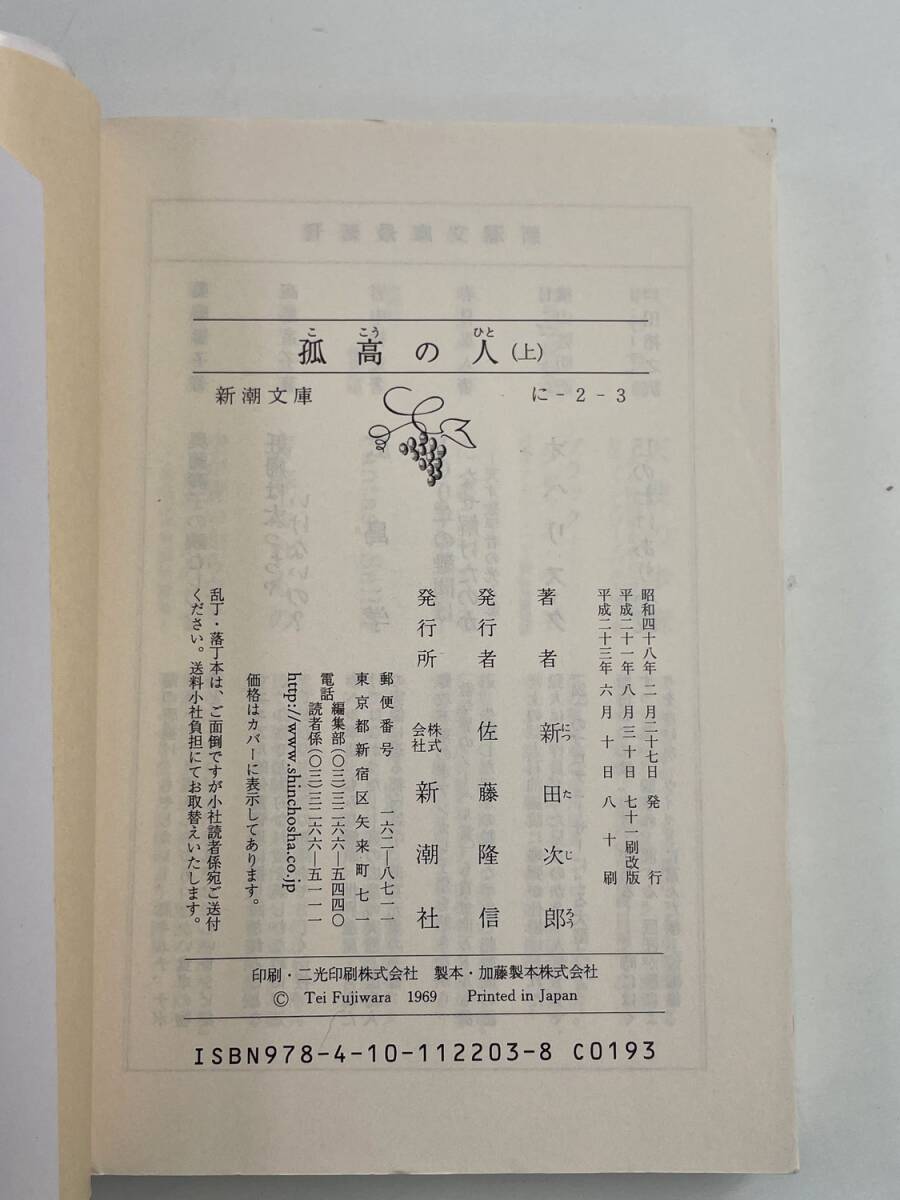 孤高の人(上)
新潮文庫 に-2-3
昭和四十八年 二月二十七日 発行
平成二十一年 八月三十日 七十一刷改版
平成二十三年 六月十日 八十刷
著者 新田次郎
発行者 佐藤隆信
発行所 株式会社 新潮社
郵便番号 一六二―八七一一
東京都新宿区矢来町七一
電話 編集部(〇三)三二六六―五四四〇
読者係(〇三)三二六六―五一一一
http://www.shinchosha.co.jp
価格はカバーに表示してあります。
乱丁・落丁本は、ご面倒ですが小社読者係宛ご送付
ください。送料小社負担にてお取替えいたします。
印刷・二光印刷株式会社 製本・加藤製本株式会社
© Tei Fujiwara 1969 Printed in Japan
ISBN978-4-10-112203-8 C0193